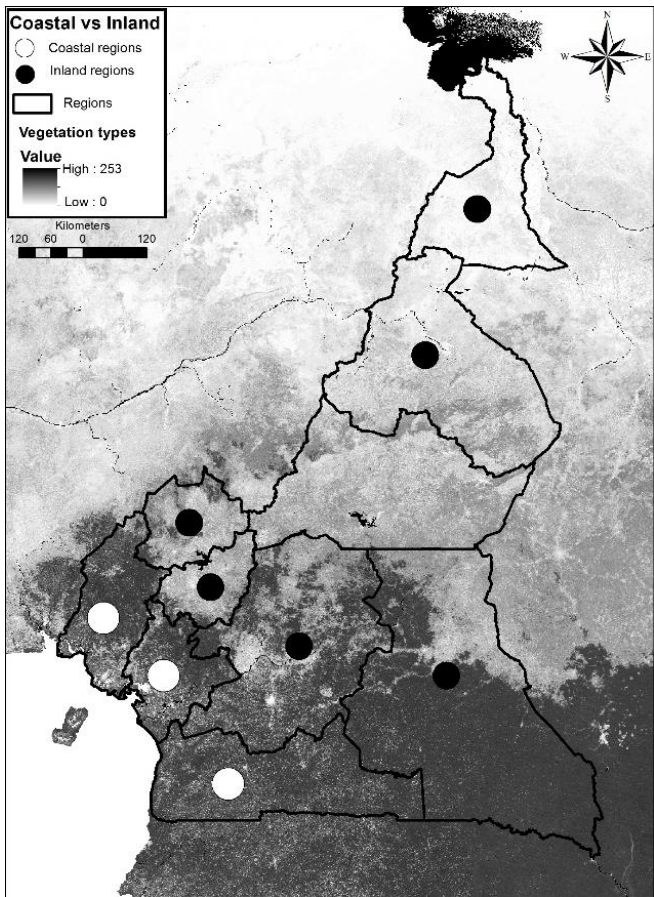 Coastal vs Inland
Coastal regions
Inland regions
Regions
Vegetation types
Value
High : 253
Low : 0
Kilometers
120 60 0 120
N
W E
S